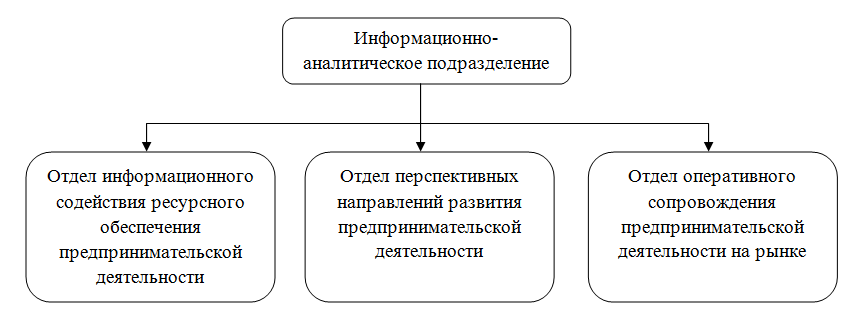 Информационно-
аналитическое подразделение
Отдел информационного
содействия ресурсного
обеспечения
предпринимательской
деятельности
Отдел перспективных
направлений развития
предпринимательской
деятельности
Отдел оперативного
сопровождения
предпринимательской
деятельности на рынке